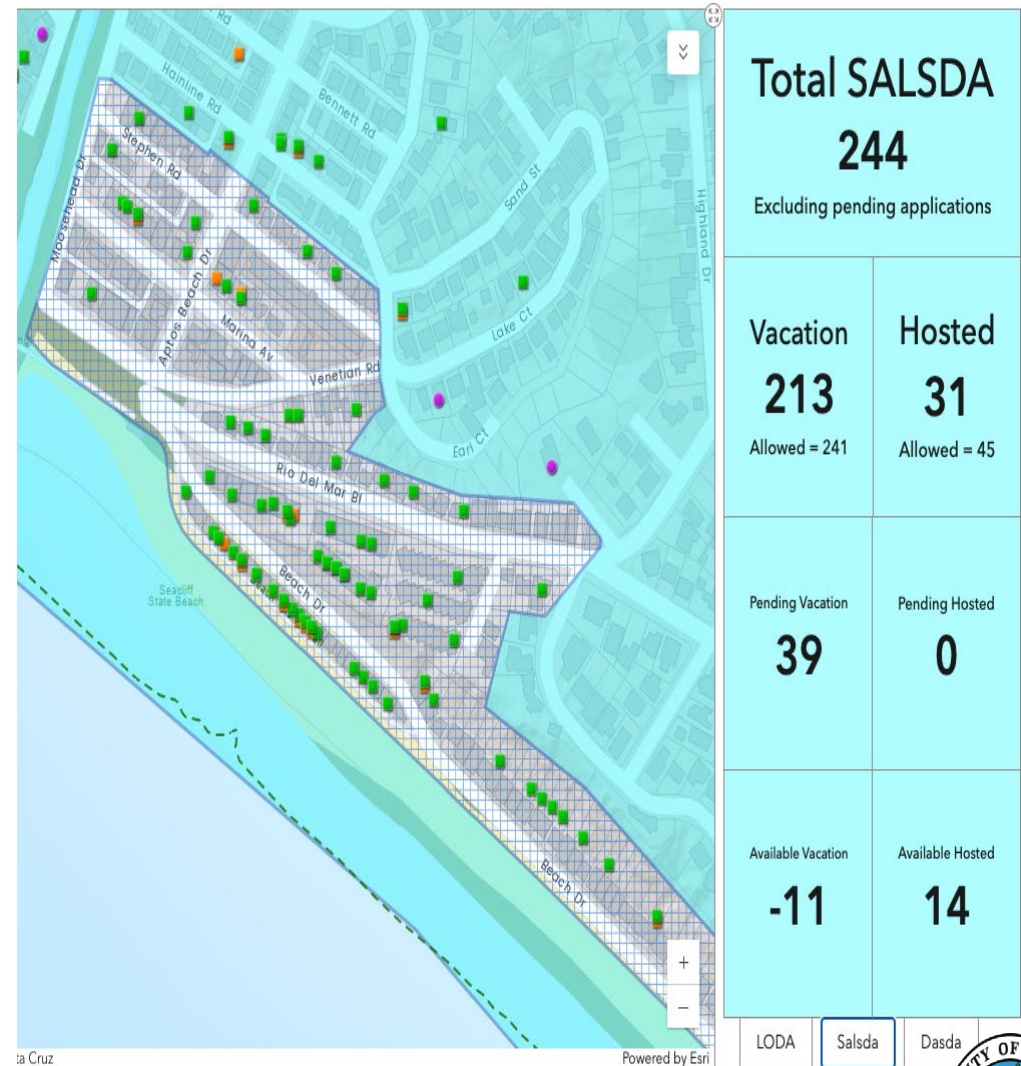 Rd
Hainline Rd
Bennett Rd
Stephen Rd
Moosehead Dr
Sand St
Highland Dr
Aptos Beach Dr
Marina Av
Lake Ct
Venetian Rd
Earl Ct
Rio Del Mar Bl
Beach Dr
Seacliff
State Beach
Beach Dr
+
−
ta Cruz
Powered by Esri
Total SALSDA
244
Excluding pending applications
Vacation
213
Allowed = 241
Hosted
31
Allowed = 45
Pending Vacation
39
Pending Hosted
0
Available Vacation
-11
Available Hosted
14
LODA
Salsda
Dasda
TY OF